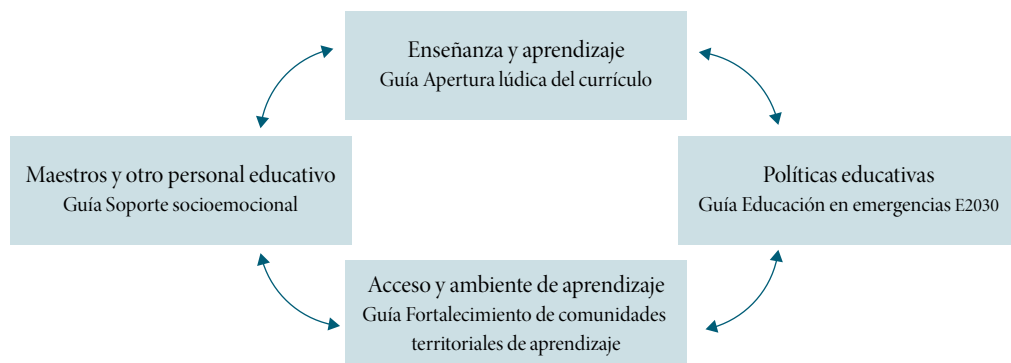 Enseñanza y aprendizaje
Guía Apertura lúdica del currículo
Maestros y otro personal educativo
Guía Soporte socioemocional
Políticas educativas
Guía Educación en emergencias E2030
Acceso y ambiente de aprendizaje
Guía Fortalecimiento de comunidades
territoriales de aprendizaje